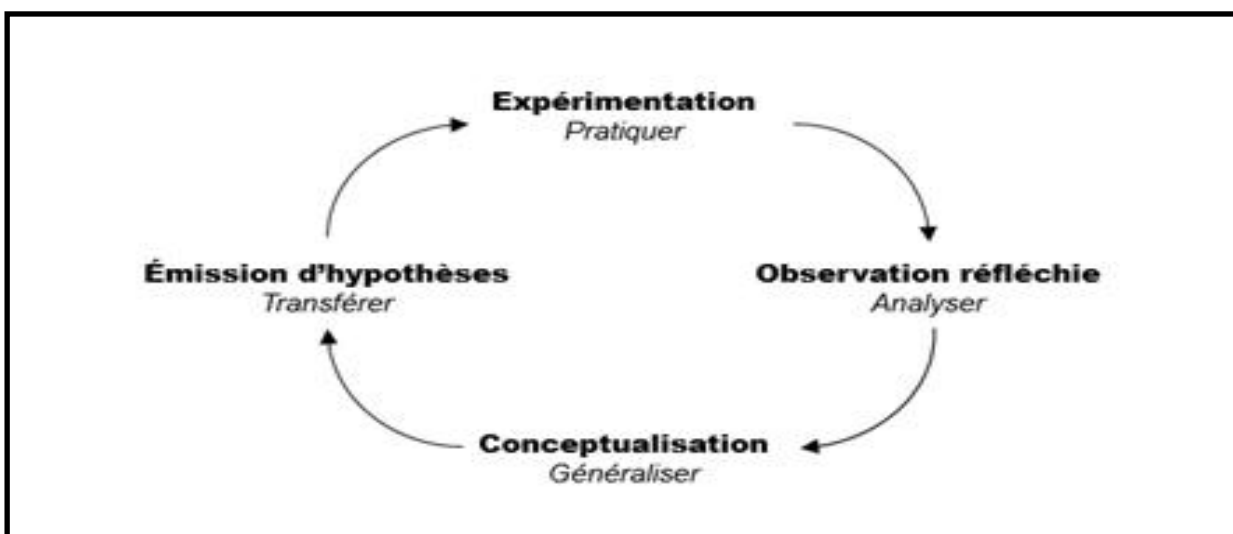 Expérimentation
Pratiquer
Émission d'hypothèses
Transférer
Observation réfléchie
Analyser
Conceptualisation
Généraliser